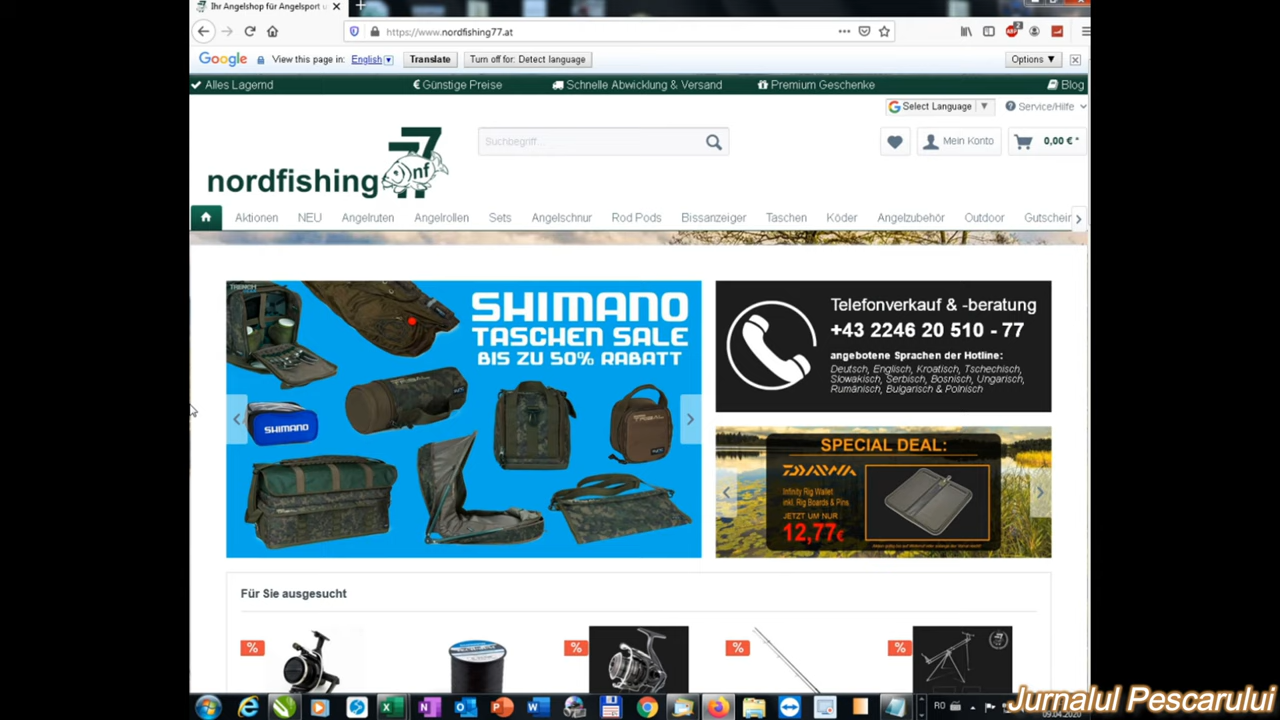 Ihr Angelshop für Angelsport u
https://www.nordfishing77.at
Google View this page in: English Translate Turn off for: Detect language Options
Alles Lagernd
Günstige Preise
Schnelle Abwicklung & Versand
Premium Geschenke
Blog
Select Language
Service/Hilfe
nordfishing
77
nf
Suchbegriff...
Mein Konto
0,00 € *
Aktionen NEU Angelruten Angelrollen Sets Angelschnur Rod Pods Bissanzeiger Taschen Köder Angelzubehör Outdoor Gutschein
TRENCH
SHIMANO
TASCHEN SALE
BIS ZU 50% RABATT
SHIMANO
Telefonverkauf & -beratung
+43 2246 20 510 - 77
angebotene Sprachen der Hotline:
Deutsch, Englisch, Kroatisch, Tschechisch,
Slowakisch, Serbisch, Bosnisch, Ungarisch,
Rumänisch, Bulgarisch & Polnisch
SPECIAL DEAL:
DAIWA
Infinity Rig Wallet
inkl. Rig Boards & Pins
JETZT UM NUR
12,77€
Für Sie ausgesucht
%
%
%
%
RO
09.04.2020
Jurnalul Pescarului